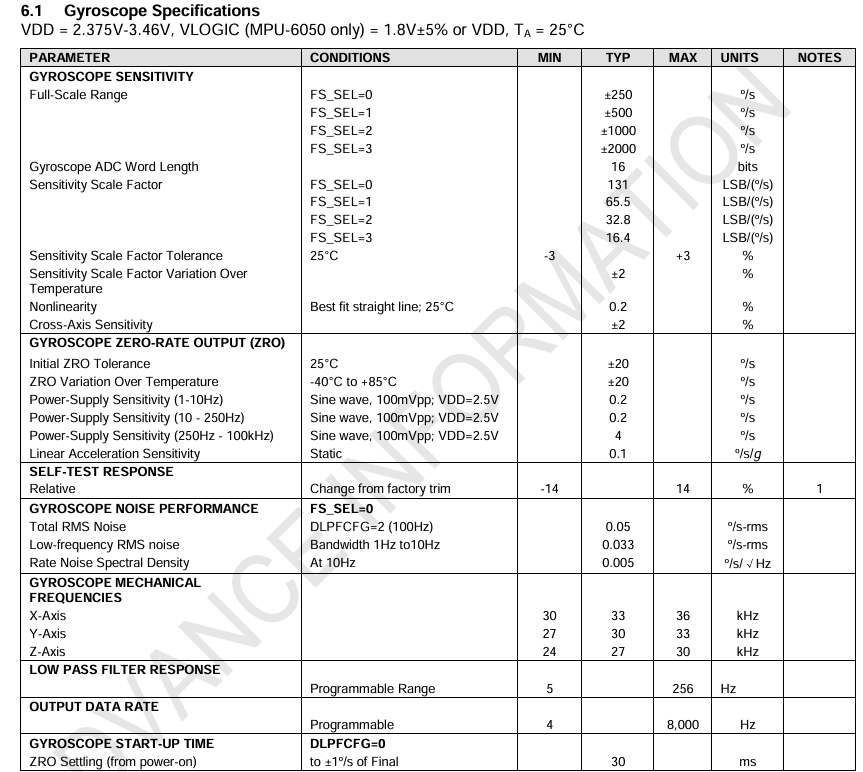 6.1 Gyroscope Specifications
VDD = 2.375V-3.46V, VLOGIC (MPU-6050 only) = 1.8V±5% or VDD, TA = 25°C
PARAMETER CONDITIONS MIN TYP MAX UNITS NOTES
GYROSCOPE SENSITIVITY
Full-Scale Range FS_SEL=0 ±250 º/s
FS_SEL=1 ±500 º/s
FS_SEL=2 ±1000 º/s
FS_SEL=3 ±2000 º/s
Gyroscope ADC Word Length 16 bits
Sensitivity Scale Factor FS_SEL=0 131 LSB/(º/s)
FS_SEL=1 65.5 LSB/(º/s)
FS_SEL=2 32.8 LSB/(º/s)
FS_SEL=3 16.4 LSB/(º/s)
Sensitivity Scale Factor Tolerance 25°C -3 +3 %
Sensitivity Scale Factor Variation Over ±2 %
Temperature
Nonlinearity Best fit straight line; 25°C 0.2 %
Cross-Axis Sensitivity ±2 %
GYROSCOPE ZERO-RATE OUTPUT (ZRO)
Initial ZRO Tolerance 25°C ±20 º/s
ZRO Variation Over Temperature -40°C to +85°C ±20 º/s
Power-Supply Sensitivity (1-10Hz) Sine wave, 100mVpp; VDD=2.5V 0.2 º/s
Power-Supply Sensitivity (10 - 250Hz) Sine wave, 100mVpp; VDD=2.5V 0.2 º/s
Power-Supply Sensitivity (250Hz - 100kHz) Sine wave, 100mVpp; VDD=2.5V 4 º/s
Linear Acceleration Sensitivity Static 0.1 º/s/g
SELF-TEST RESPONSE
Relative Change from factory trim -14 14 % 1
GYROSCOPE NOISE PERFORMANCE FS_SEL=0
Total RMS Noise DLPFCFG=2 (100Hz) 0.05 º/s-rms
Low-frequency RMS noise Bandwidth 1Hz to10Hz 0.033 º/s-rms
Rate Noise Spectral Density At 10Hz 0.005 º/s/√Hz
GYROSCOPE MECHANICAL
FREQUENCIES
X-Axis 30 33 36 kHz
Y-Axis 27 30 33 kHz
Z-Axis 24 27 30 kHz
LOW PASS FILTER RESPONSE
Programmable Range 5 256 Hz
OUTPUT DATA RATE
Programmable 4 8,000 Hz
GYROSCOPE START-UP TIME DLPFCFG=0
ZRO Settling (from power-on) to ±1º/s of Final 30 ms
DVANCE INFORMATION